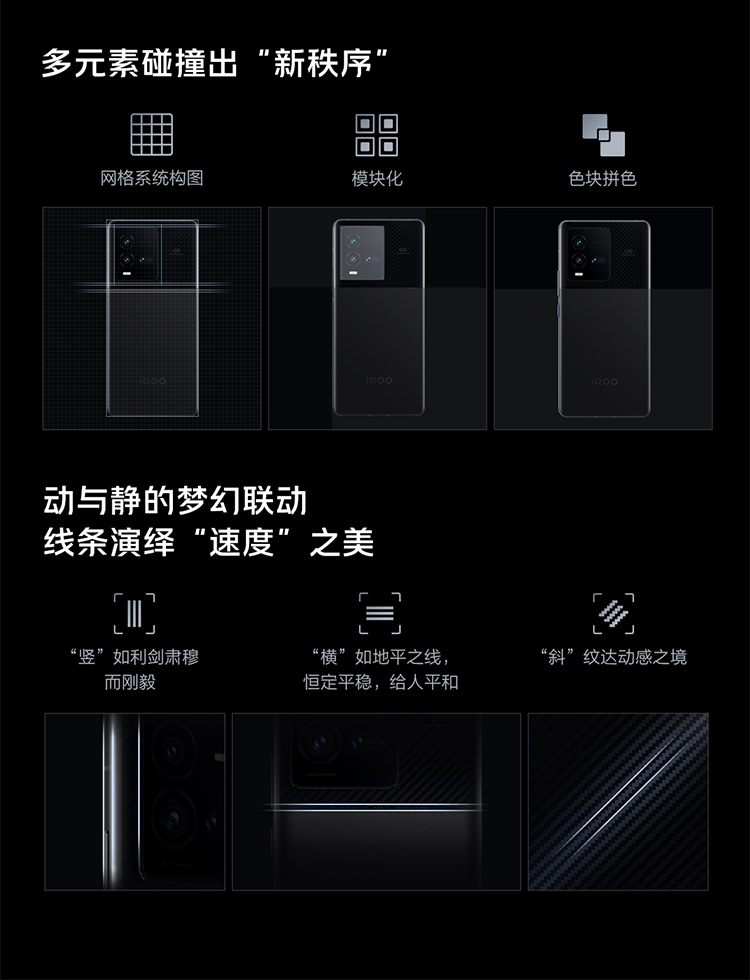 多元素碰撞出“新秩序”
网格系统构图
模块化
色块拼色
iQOO
iQOO
iQOO
动与静的梦幻联动
线条演绎“速度”之美
“竖”如利剑肃穆
而刚毅
“横”如地平之线，
恒定平稳，给人平和
“斜”纹达动感之境